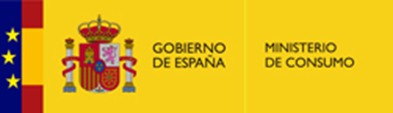 GOBIERNO
DE ESPAÑA
MINISTERIO
DE CONSUMO